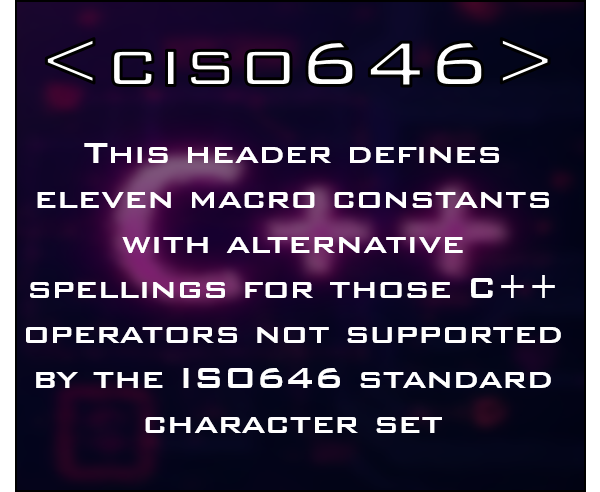 <ciso646>
This header defines
eleven macro constants
with alternative
spellings for those C++
operators not supported
by the ISO646 standard
character set
C++